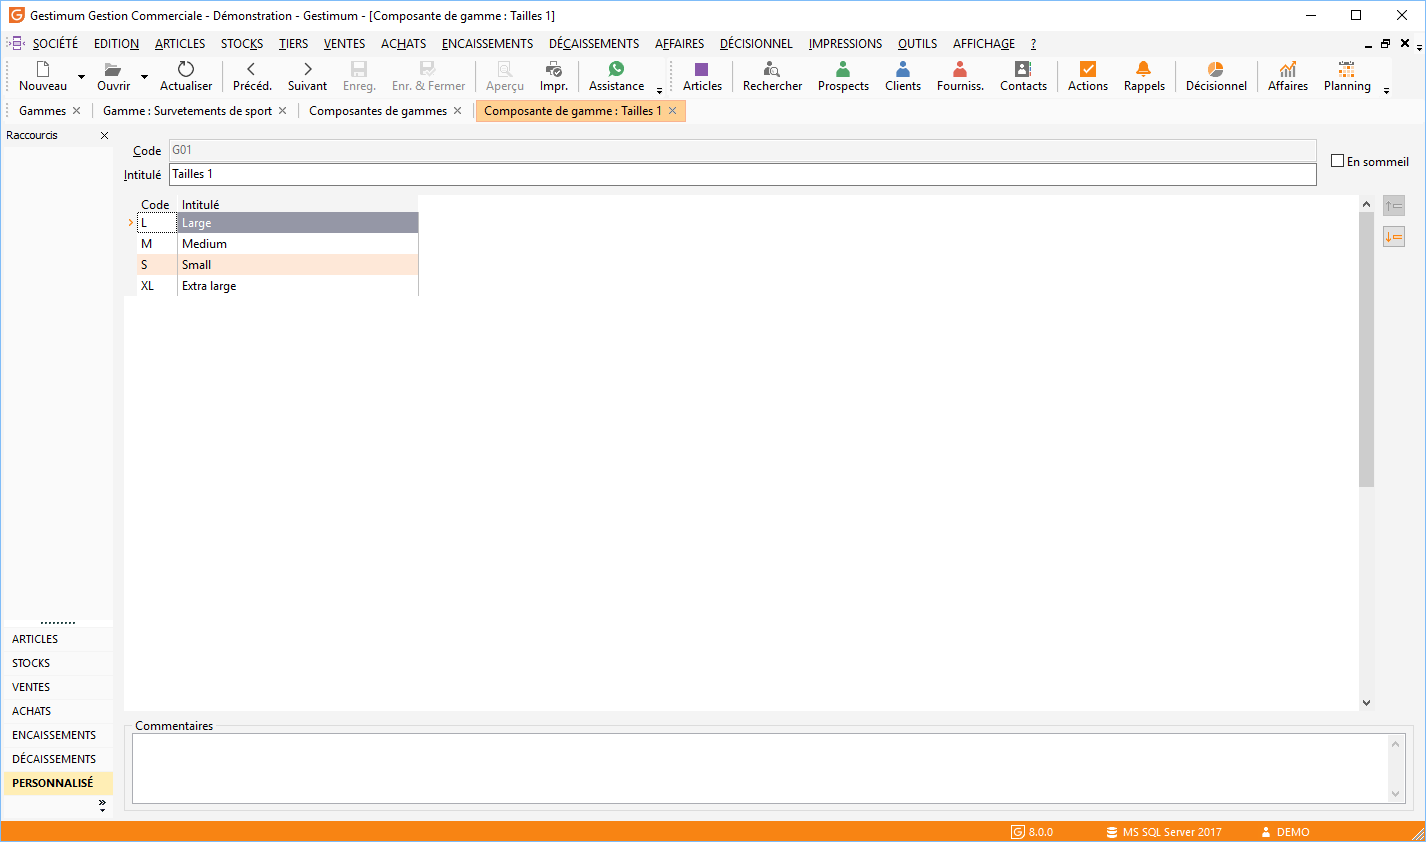 Gestimum Gestion Commerciale - Démonstration - Gestimum - [Composante de gamme : Tailles 1]
SOCIÉTÉ EDITION ARTICLES STOCKS TIERS VENTES ACHATS ENCAISSEMENTS DÉCAISSEMENTS AFFAIRES DÉCISIONNEL IMPRESSIONS OUTILS AFFICHAGE ?
Nouveau Ouvrir Actualiser Précéd. Suivant Enreg. Enr. & Fermer Aperçu Impr. Assistance Articles Rechercher Prospects Clients Fourniss. Contacts Actions Rappels Décisionnel Affaires Planning
Gammes Gamme : Survetements de sport Composantes de gammes Composante de gamme : Tailles 1
Raccourcis
Code G01
En sommeil
Intitulé Tailles 1
Code Intitulé
L Large
M Medium
S Small
XL Extra large
ARTICLES
STOCKS
VENTES
ACHATS
ENCAISSEMENTS
DÉCAISSEMENTS
PERSONNALISÉ
Commentaires
8.0.0 MS SQL Server 2017 DEMO